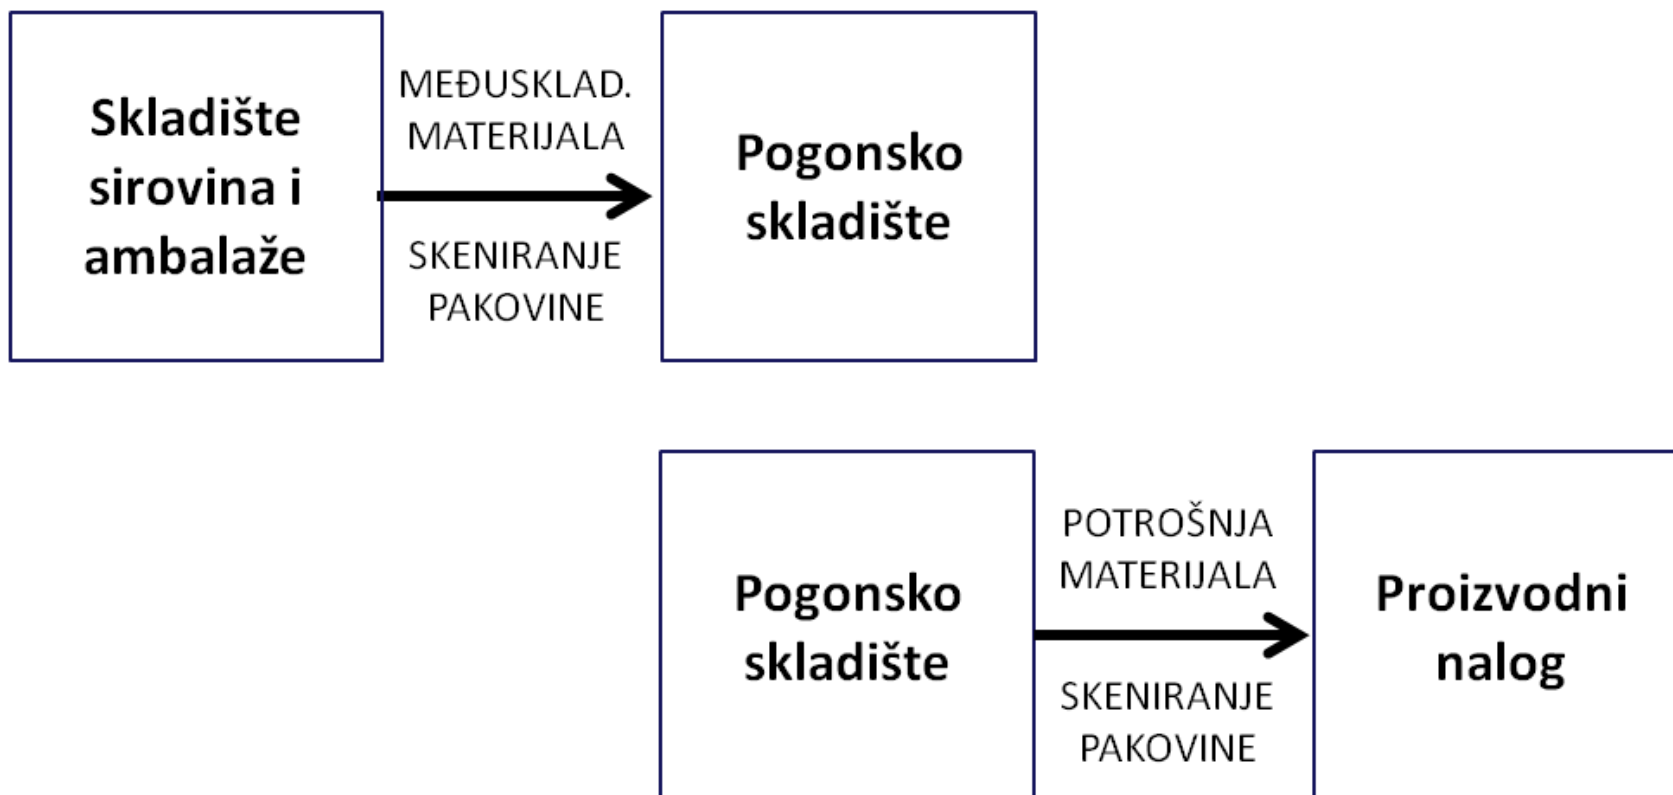 Skladište
sirovina i
ambalaže
MEĐUSKLAD.
MATERIJALA
SKENIRANJE
PAKOVINE
Pogonsko
skladište
Pogonsko
skladište
POTROŠNJA
MATERIJALA
SKENIRANJE
PAKOVINE
Proizvodni
nalog